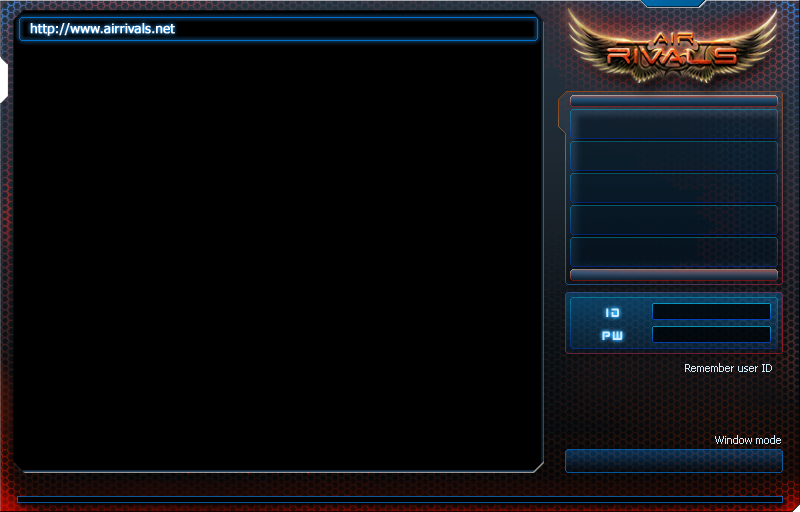 http://www.airrivals.net
AIR
RIVALS
ID
PW
Remember user ID
Window mode